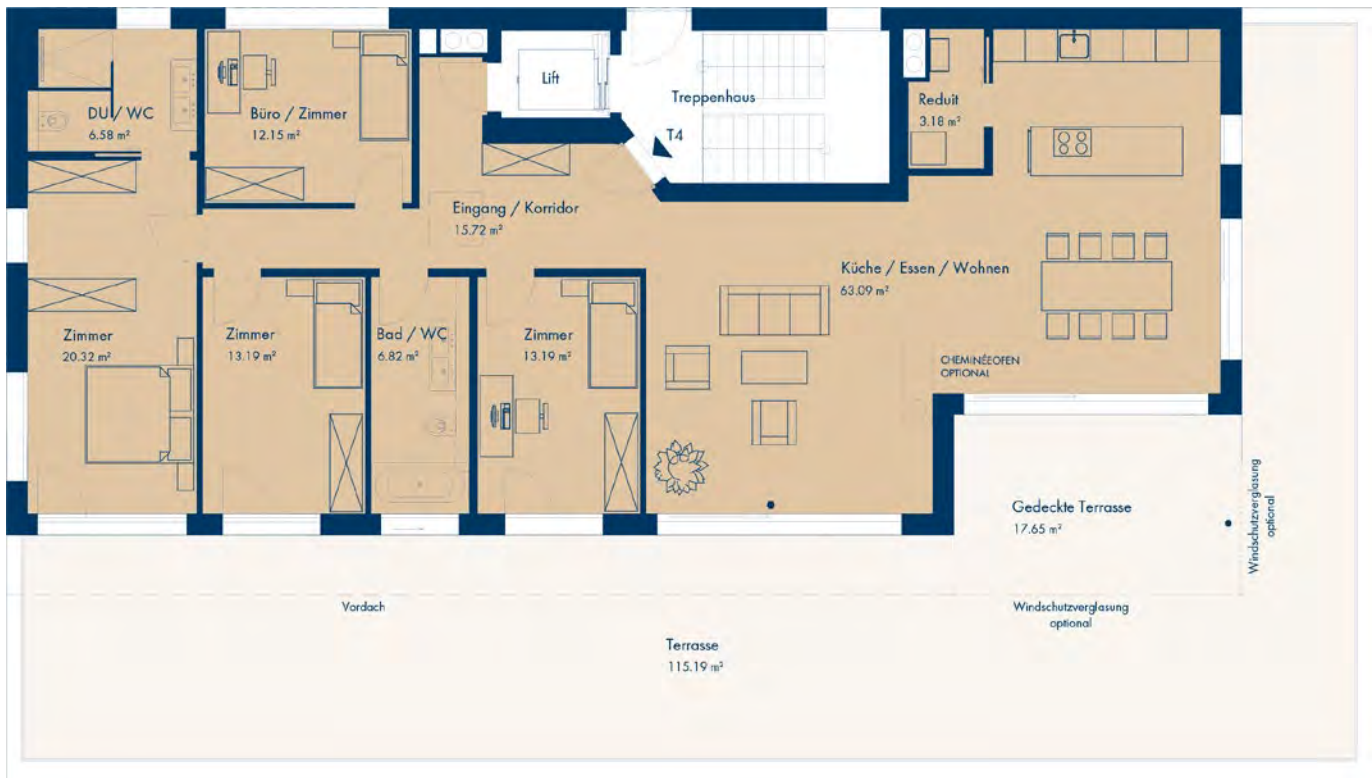 DU / WC
6.58 m²
Büro / Zimmer
12.15 m²
Lift
Treppenhaus
T4
Reduit
3.18 m²
Eingang / Korridor
15.72 m²
Küche / Essen / Wohnen
63.09 m²
Zimmer
20.32 m²
Zimmer
13.19 m²
Bad / WC
6.82 m²
Zimmer
13.19 m²
CHEMINÉEOFEN
OPTIONAL
Gedeckte Terrasse
17.65 m²
Windschutzverglasung
optional
Vordach
Windschutzverglasung
optional
Terrasse
115.19 m²